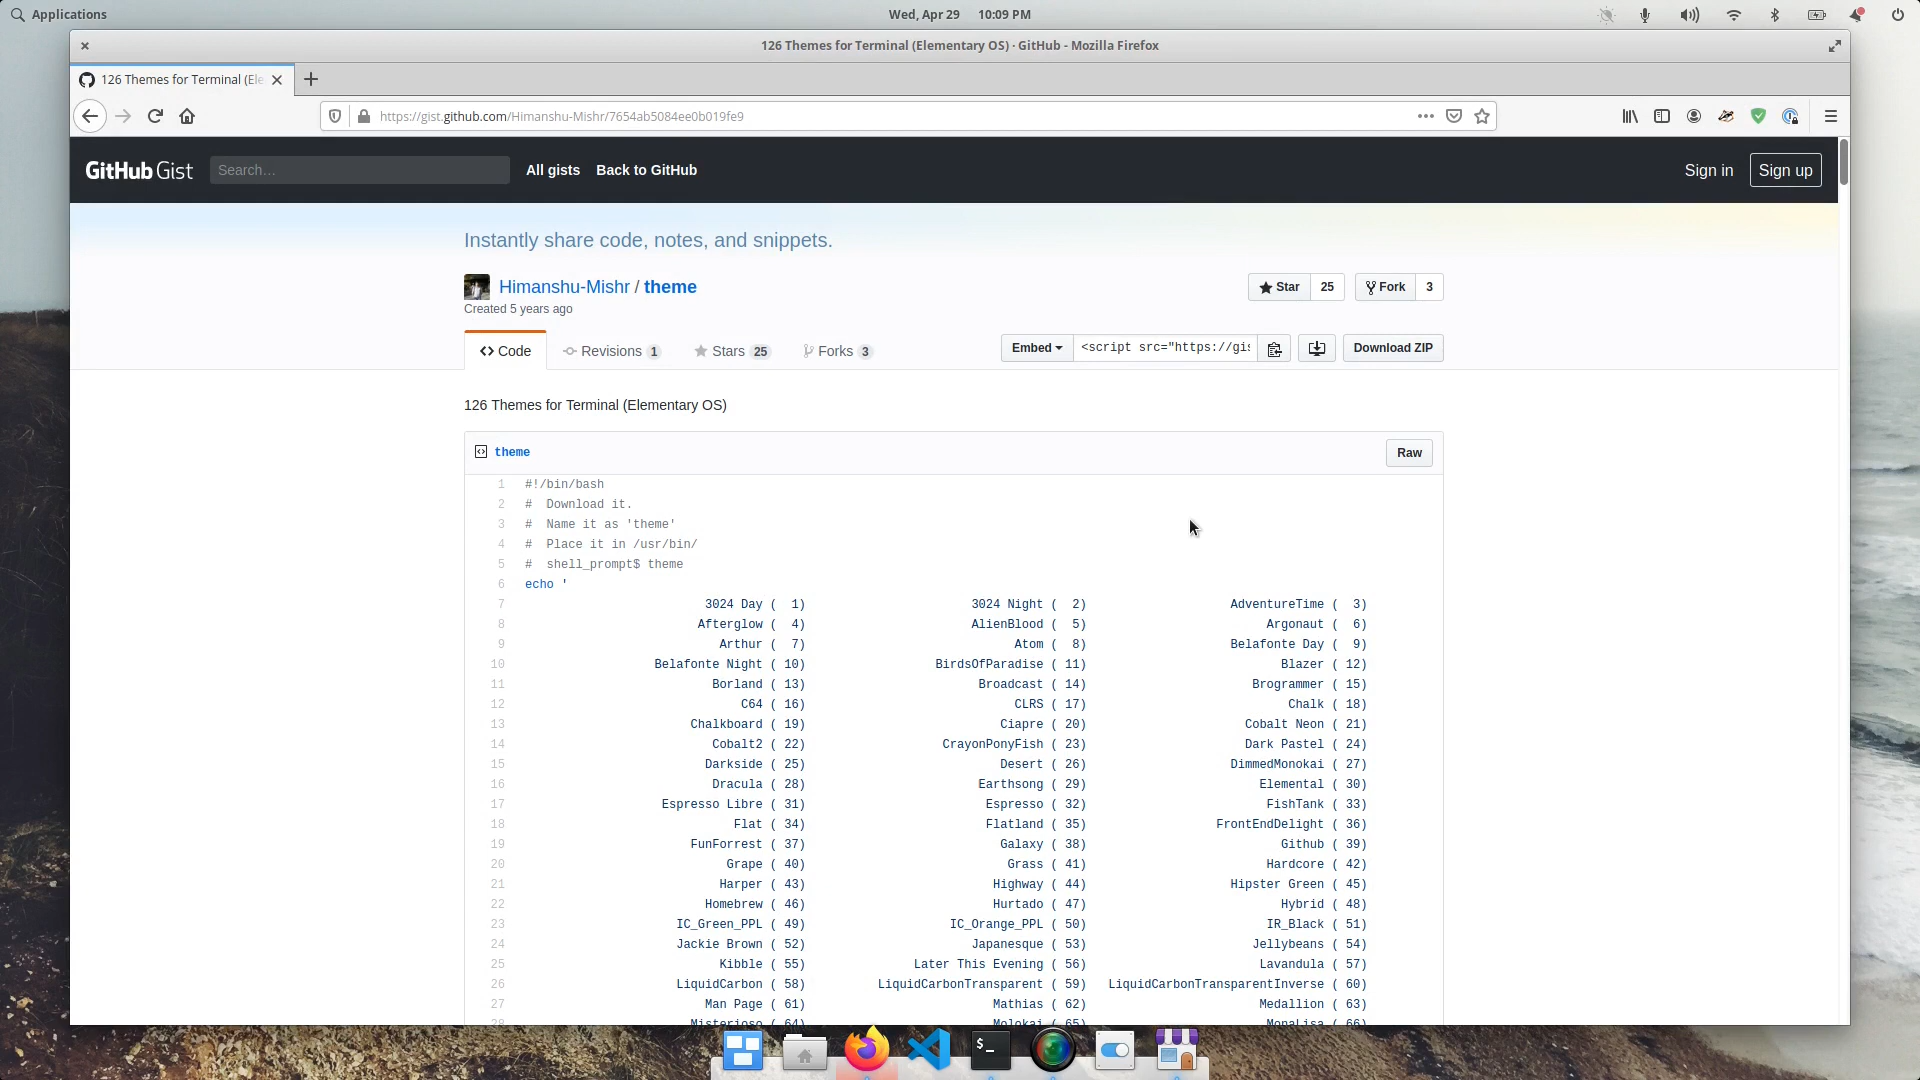 Applications
Wed, Apr 29 10:09 PM
126 Themes for Terminal (Elementary OS) · GitHub - Mozilla Firefox
126 Themes for Terminal (Ele
https://gist.github.com/Himanshu-Mishr/7654ab5084ee0b019fe9
GitHub Gist Search… All gists Back to GitHub Sign in Sign up
Instantly share code, notes, and snippets.
Himanshu-Mishr / theme Star 25 Fork 3
Created 5 years ago
Code Revisions 1 Stars 25 Forks 3 Embed <script src="https://gis Download ZIP
126 Themes for Terminal (Elementary OS)
theme Raw
1 #!/bin/bash
2 # Download it.
3 # Name it as 'theme'
4 # Place it in /usr/bin/
5 # shell_prompt$ theme
6 echo '
7 3024 Day ( 1) 3024 Night ( 2) AdventureTime ( 3)
8 Afterglow ( 4) AlienBlood ( 5) Argonaut ( 6)
9 Arthur ( 7) Atom ( 8) Belafonte Day ( 9)
10 Belafonte Night ( 10) BirdsOfParadise ( 11) Blazer ( 12)
11 Borland ( 13) Broadcast ( 14) Brogrammer ( 15)
12 C64 ( 16) CLRS ( 17) Chalk ( 18)
13 Chalkboard ( 19) Ciapre ( 20) Cobalt Neon ( 21)
14 Cobalt2 ( 22) CrayonPonyFish ( 23) Dark Pastel ( 24)
15 Darkside ( 25) Desert ( 26) DimmedMonokai ( 27)
16 Dracula ( 28) Earthsong ( 29) Elemental ( 30)
17 Espresso Libre ( 31) Espresso ( 32) FishTank ( 33)
18 Flat ( 34) Flatland ( 35) FrontEndDelight ( 36)
19 FunForrest ( 37) Galaxy ( 38) Github ( 39)
20 Grape ( 40) Grass ( 41) Hardcore ( 42)
21 Harper ( 43) Highway ( 44) Hipster Green ( 45)
22 Homebrew ( 46) Hurtado ( 47) Hybrid ( 48)
23 IC_Green_PPL ( 49) IC_Orange_PPL ( 50) IR_Black ( 51)
24 Jackie Brown ( 52) Japanesque ( 53) Jellybeans ( 54)
25 Kibble ( 55) Later This Evening ( 56) Lavandula ( 57)
26 LiquidCarbon ( 58) LiquidCarbonTransparent ( 59) LiquidCarbonTransparentInverse ( 60)
27 Man Page ( 61) Mathias ( 62) Medallion ( 63)
28 Misterioso ( 64) Molokai ( 65) MonaLisa ( 66)
$_